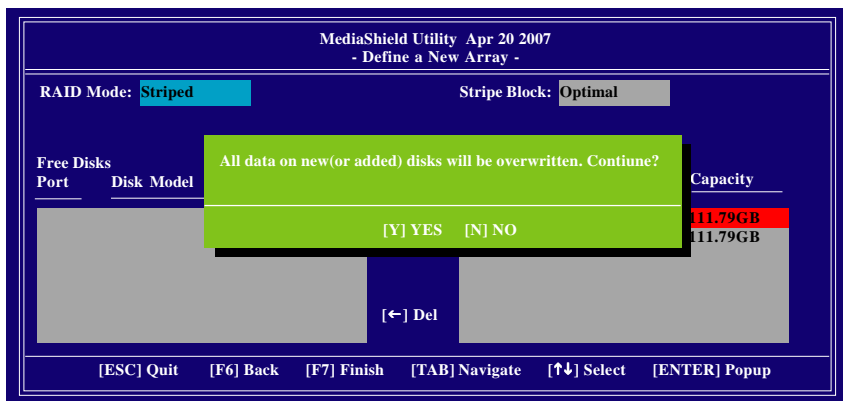 MediaShield Utility Apr 20 2007
- Define a New Array -
RAID Mode: Striped Stripe Block: Optimal
All data on new(or added) disks will be overwritten. Contiune?
[Y] YES [N] NO
Free Disks
Port Disk Model Capacity
111.79GB
111.79GB
[←] Del
[ESC] Quit [F6] Back [F7] Finish [TAB] Navigate [↑↓] Select [ENTER] Popup